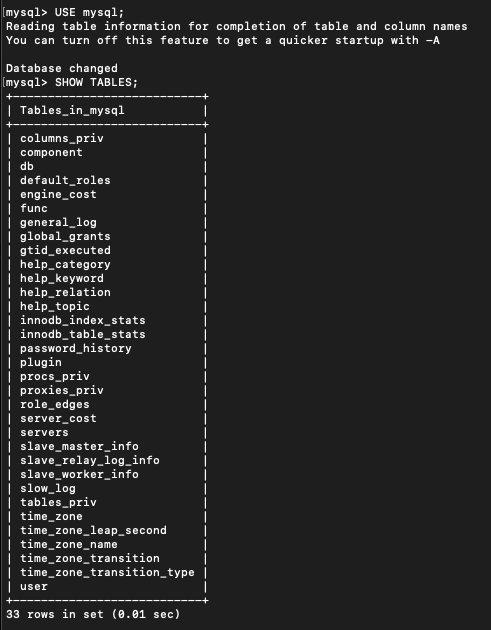 [mysql> USE mysql;
Reading table information for completion of table and column names
You can turn off this feature to get a quicker startup with -A

Database changed
[mysql> SHOW TABLES;
+---------------------------+
| Tables_in_mysql           |
+---------------------------+
| columns_priv              |
| component                 |
| db                        |
| default_roles             |
| engine_cost               |
| func                      |
| general_log               |
| global_grants             |
| gtid_executed             |
| help_category             |
| help_keyword              |
| help_relation             |
| help_topic                |
| innodb_index_stats        |
| innodb_table_stats        |
| password_history          |
| plugin                    |
| procs_priv                |
| proxies_priv              |
| role_edges                |
| server_cost               |
| servers                   |
| slave_master_info         |
| slave_relay_log_info      |
| slave_worker_info         |
| slow_log                  |
| tables_priv               |
| time_zone                 |
| time_zone_leap_second     |
| time_zone_name            |
| time_zone_transition      |
| time_zone_transition_type |
| user                      |
+---------------------------+
33 rows in set (0.01 sec)